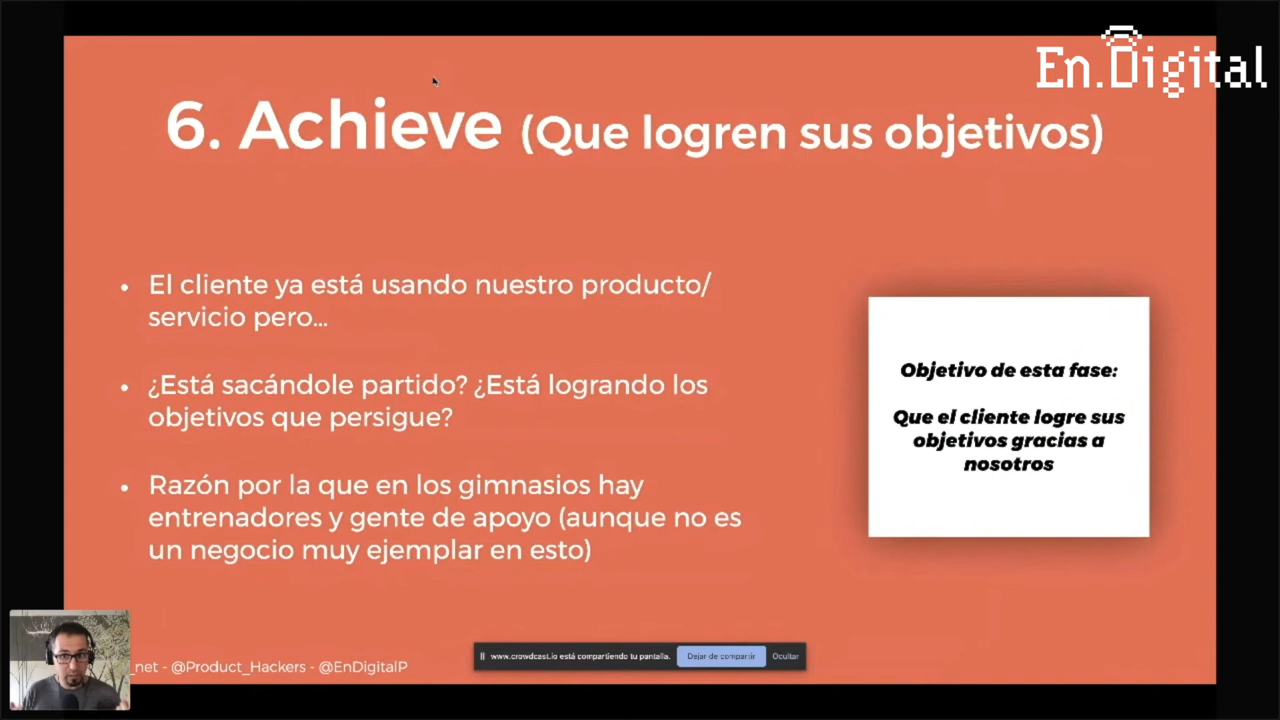 En.Digital
6. Achieve (Que logren sus objetivos)
• El cliente ya está usando nuestro producto/
servicio pero...
• ¿Está sacándole partido? ¿Está logrando los
objetivos que persigue?
• Razón por la que en los gimnasios hay
entrenadores y gente de apoyo (aunque no es
un negocio muy ejemplar en esto)
Objetivo de esta fase:
Que el cliente logre sus
objetivos gracias a
nosotros
_net - @Product_Hackers - @EnDigitalP
www.crowdcast.io está compartiendo tu pantalla. Dejar de compartir Ocultar